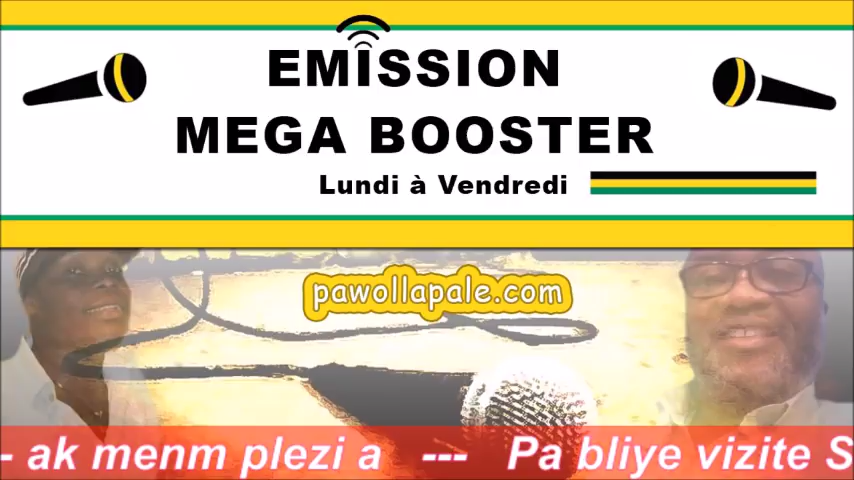 EMISSION
MEGA BOOSTER
Lundi à Vendredi
pawollapale.com
- ak menm plezi a --- Pa bliye vizite S